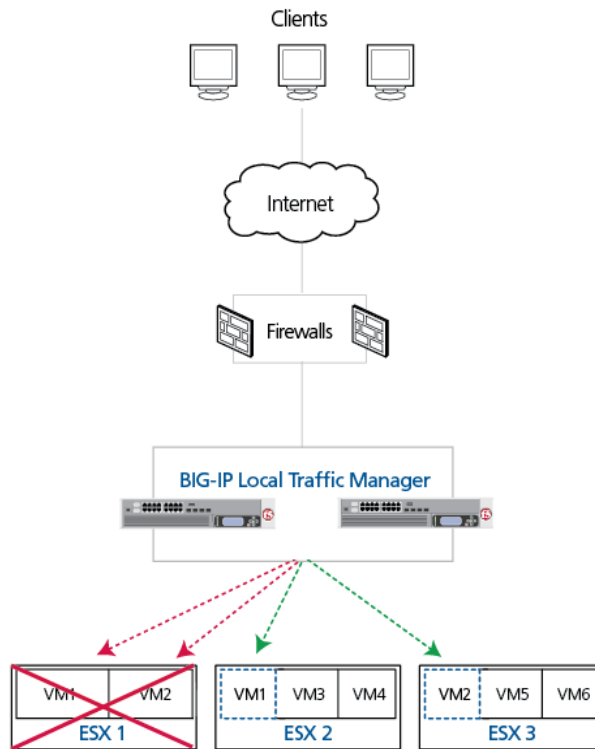 Clients
Internet
Firewalls
BIG-IP Local Traffic Manager
VM1 VM2
ESX 1
VM1 VM3 VM4
ESX 2
VM2 VM5 VM6
ESX 3